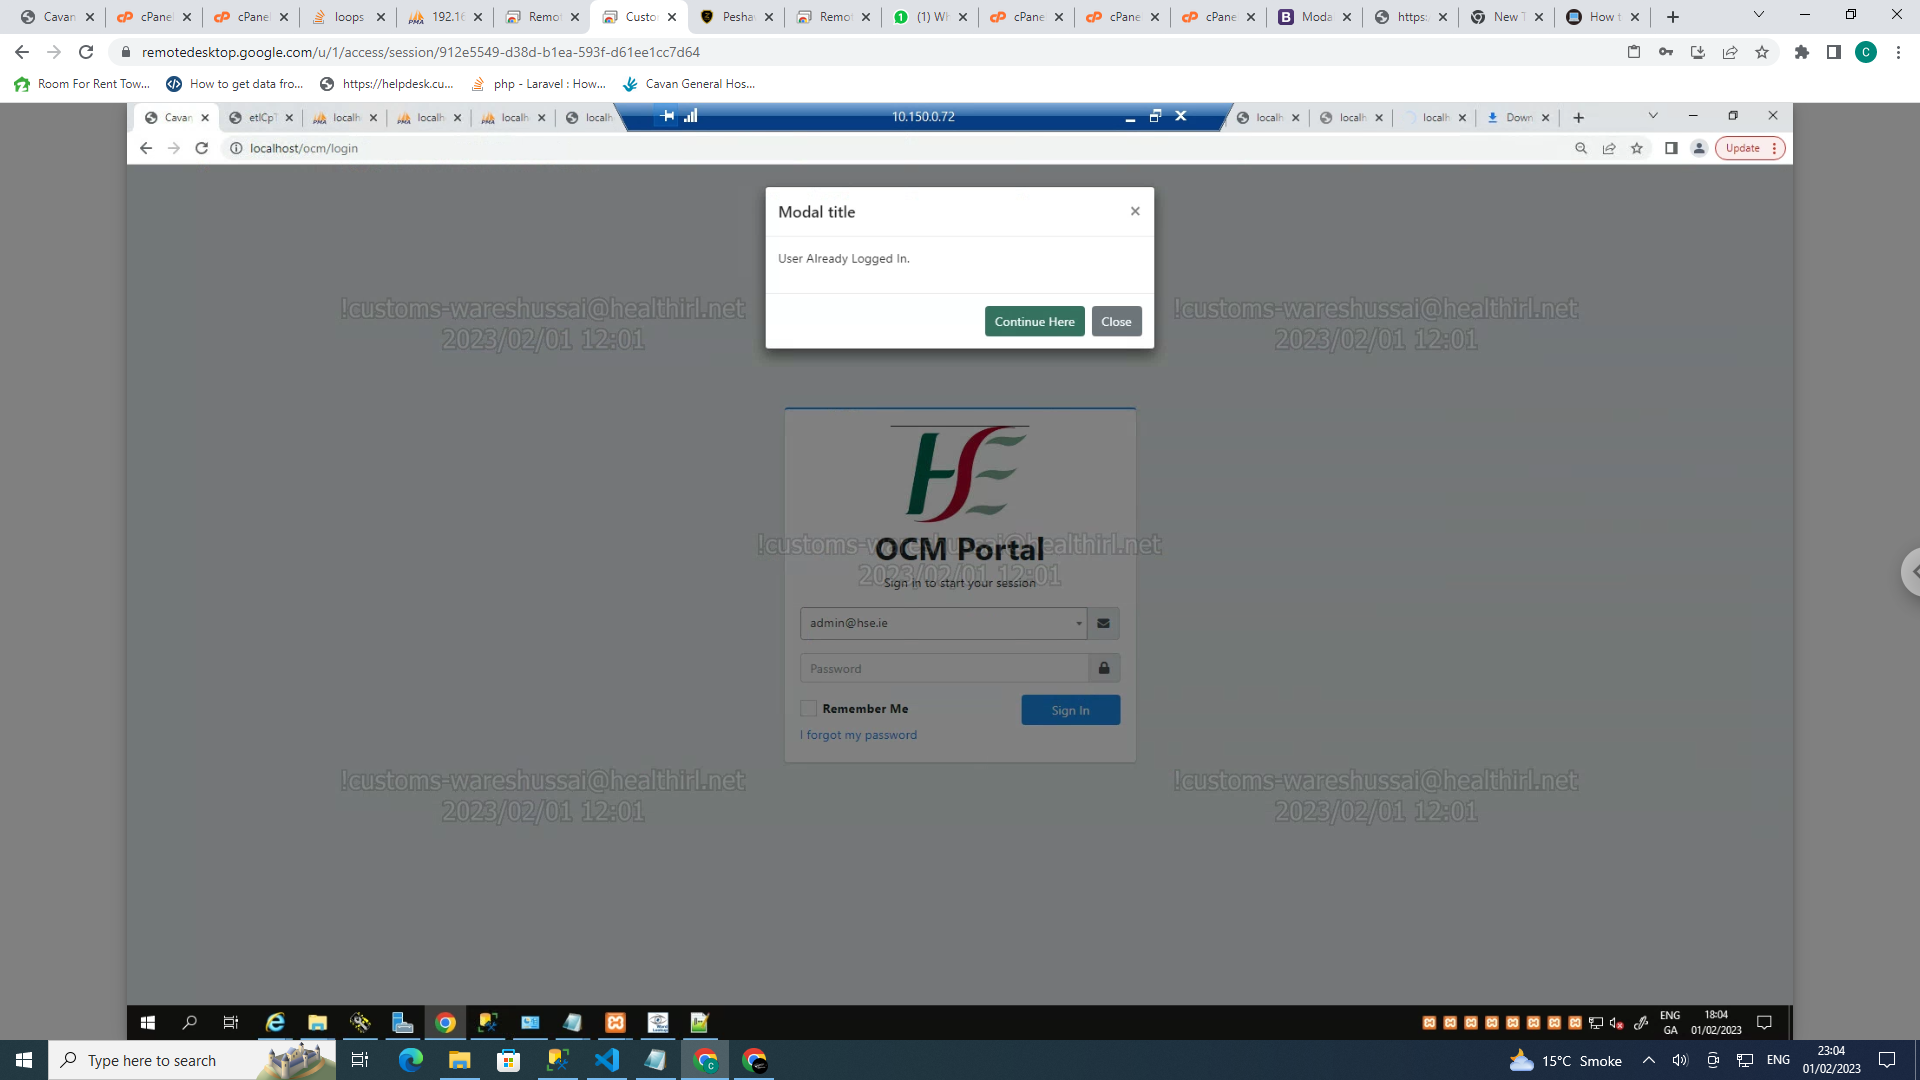 Cavan
cPanel
cPanel
loops
192.16
Remot
Custo
Pesha
Remot
(1) Wh
cPane
cPane
cPane
Moda
https:
New T
How t
remotedesktop.google.com/u/1/access/session/912e5549-d38d-b1ea-593f-d61ee1cc7d64
C
Room For Rent Tow...
How to get data fro...
https://helpdesk.cu...
php - Laravel : How...
Cavan General Hos...
Cavan
etlCp
localh
localh
localh
localh
10.150.0.72
localh
localh
localh
Down
localhost/ocm/login
Update
Modal title
User Already Logged In.
Continue Here
Close
!customs-wareshussai@healthirl.net
2023/02/01 12:01
!customs-wareshussai@healthirl.net
2023/02/01 12:01
HSE
!customs-wareshussai@healthirl.net
OCM Portal
2023/02/01 12:01
Sign in to start your session
admin@hse.ie
Password
Remember Me
Sign In
I forgot my password
!customs-wareshussai@healthirl.net
2023/02/01 12:01
!customs-wareshussai@healthirl.net
2023/02/01 12:01
ENG
GA
18:04
01/02/2023
Type here to search
15°C Smoke
ENG
23:04
01/02/2023